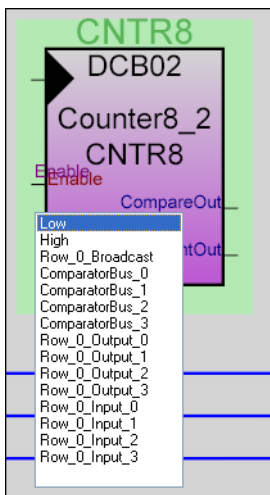 CNTR8
DCB02
Counter8_2
CNTR8
Enable
Enable
CompareOut
ntOut
Low
High
Row_0_Broadcast
ComparatorBus_0
ComparatorBus_1
ComparatorBus_2
ComparatorBus_3
Row_0_Output_0
Row_0_Output_1
Row_0_Output_2
Row_0_Output_3
Row_0_Input_0
Row_0_Input_1
Row_0_Input_2
Row_0_Input_3